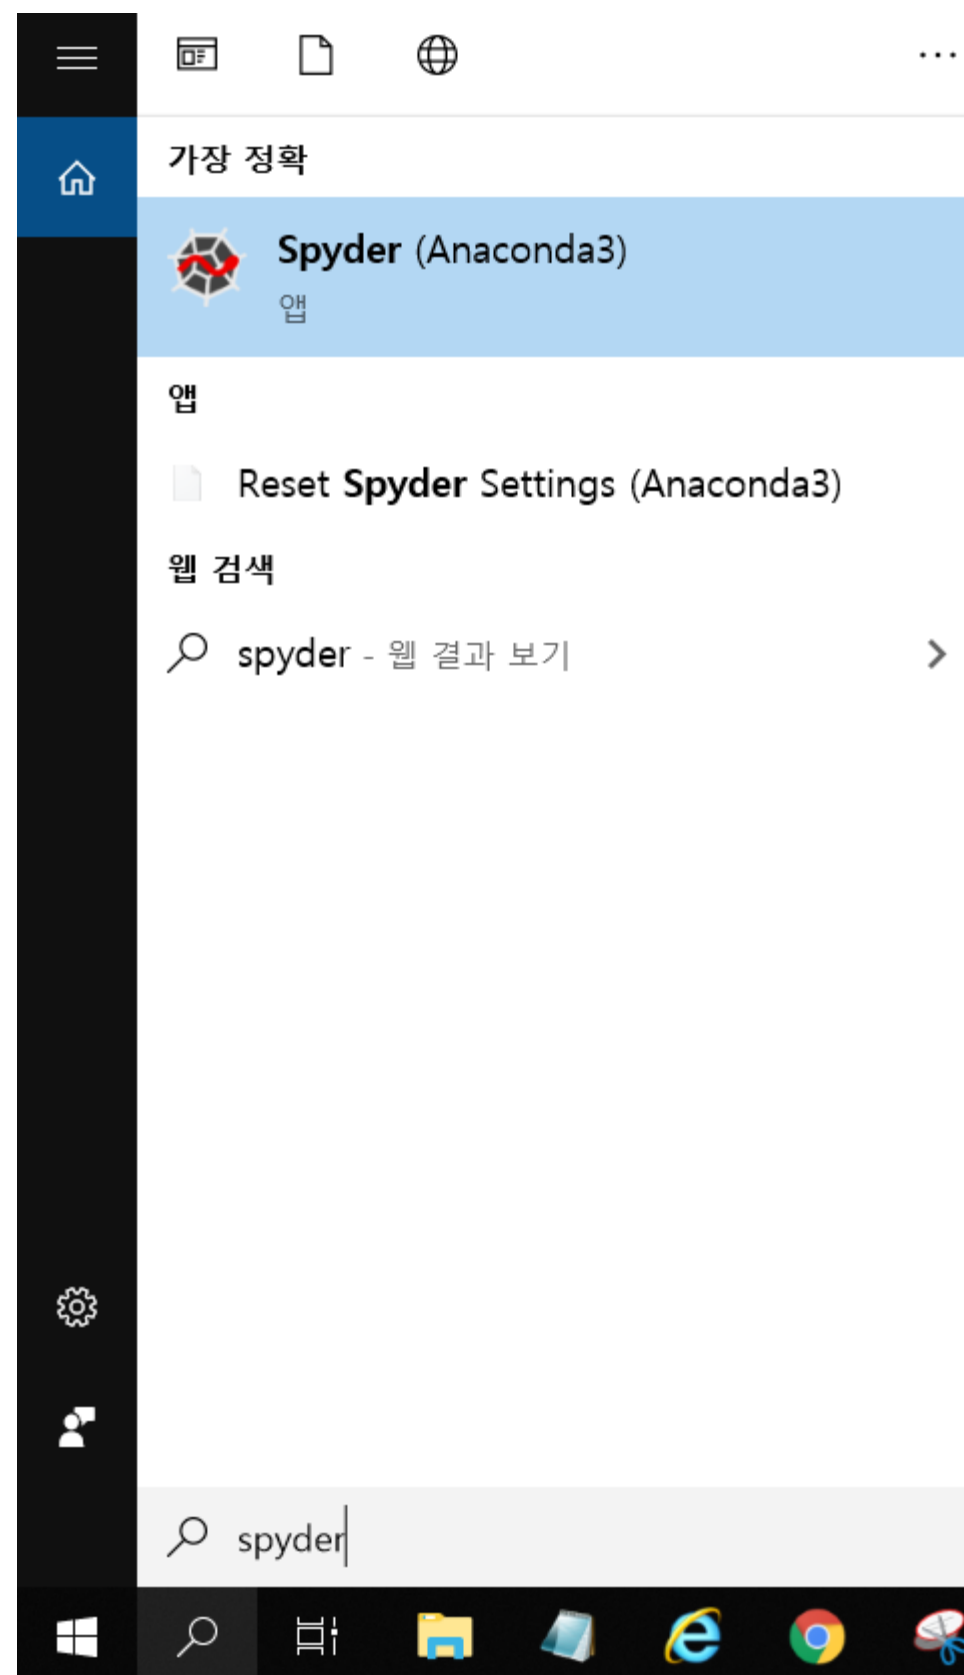 가장 정확
Spyder (Anaconda3)
앱
앱
Reset Spyder Settings (Anaconda3)
웹 검색
spyder - 웹 결과 보기
spyder